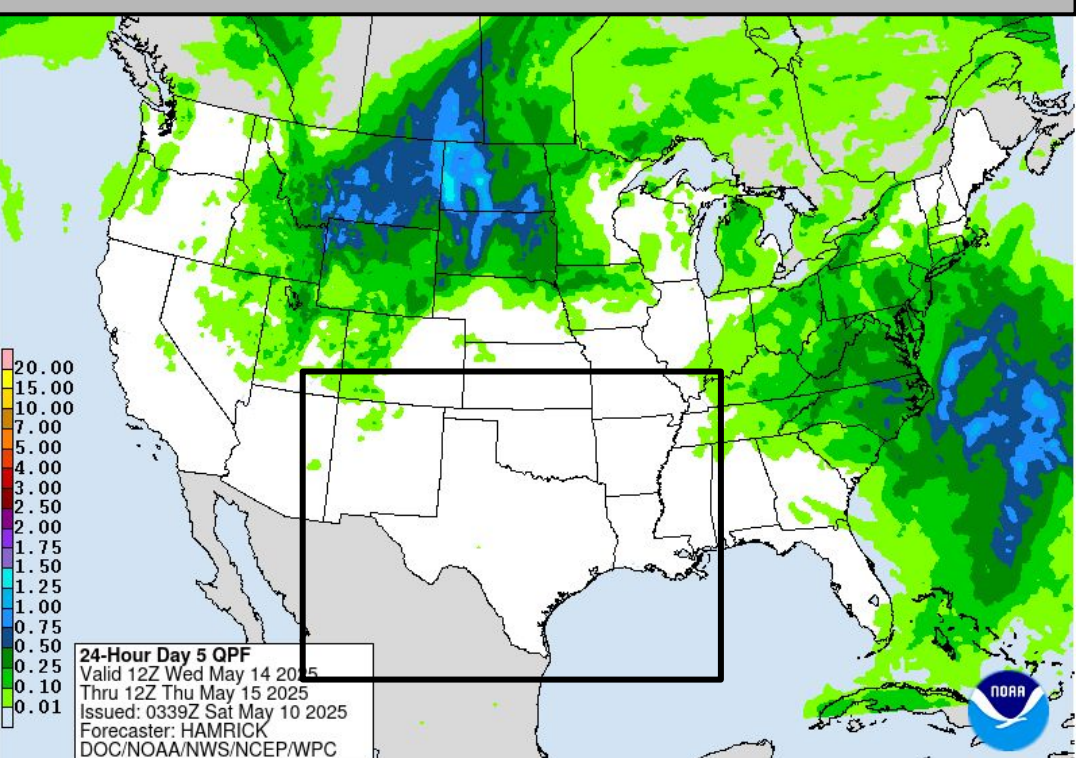 20.00
15.00
10.00
7.00
5.00
4.00
3.00
2.50
2.00
1.75
1.50
1.25
1.00
0.75
0.50
0.25
0.10
0.01
24-Hour Day 5 QPF
Valid 12Z Wed May 14 2025
Thru 12Z Thu May 15 2025
Issued: 0339Z Sat May 10 2025
Forecaster: HAMRICK
DOC/NOAA/NWS/NCEP/WPC
NOAA